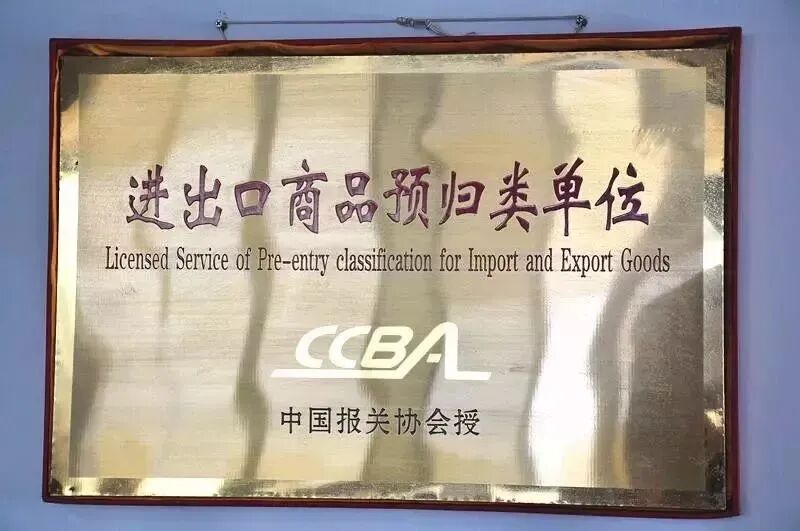 进出口商品预归类单位
Licensed Service of Pre-entry classification for Import and Export Goods
CCBA
中国报关协会授